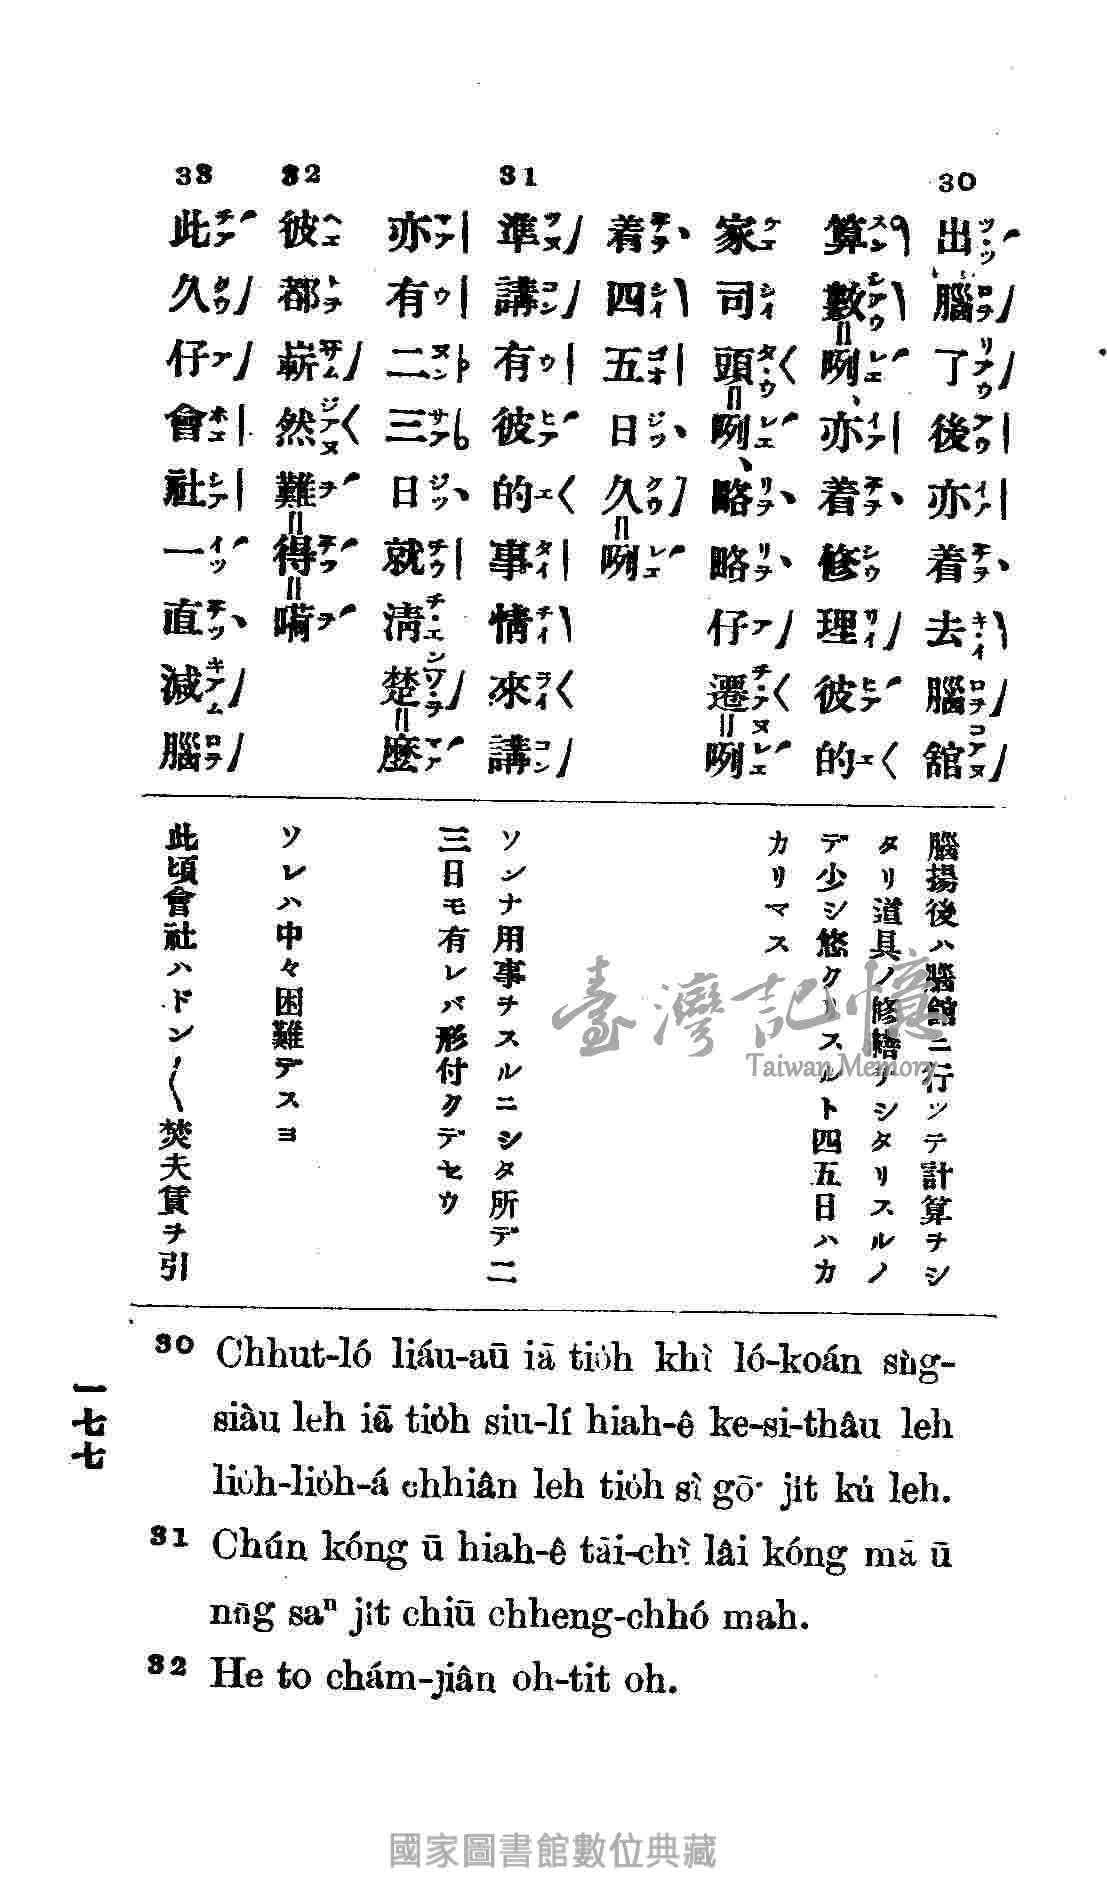 30
出腦了後亦着去腦舘
算數咧、亦着修理彼的
家司頭咧、略略仔遷咧
着四五日久咧
31
準講有彼的事情來講
亦有二三日就淸楚麼
32
彼都嶄然難得嗬
33
此久仔會社一直減腦
腦揚後ハ腦舘ニ行ッテ計算ヲシ
タリ道具ノ修繕ヲシタリスルノ
デ少シ悠クリスルト四五日ハカ
カリマス
ソンナ用事ヲスルニシタ所デ二
三日モ有レバ形付クデセウ
ソレハ中々困難デスヨ
此頃會社ハドン〱焚夫賃ヲ引
30 Chhut-ló liáu-aū iā tio̍h khì ló-koán sǹg-
siàu leh iā tio̍h siu-lí hiah-ê ke-si-thâu leh
lio̍h-lio̍h-á chhiân leh tio̍h sì gō͘ ji̍t kú leh.
31 Chún kóng ū hiah-ê tāi-chì lâi kóng mā ū
nn̄g saⁿ ji̍t chiū chheng-chhó mah.
32 He to chám-jiân oh-tit oh.
一七七
臺灣記憶
Taiwan Memory
國家圖書館數位典藏